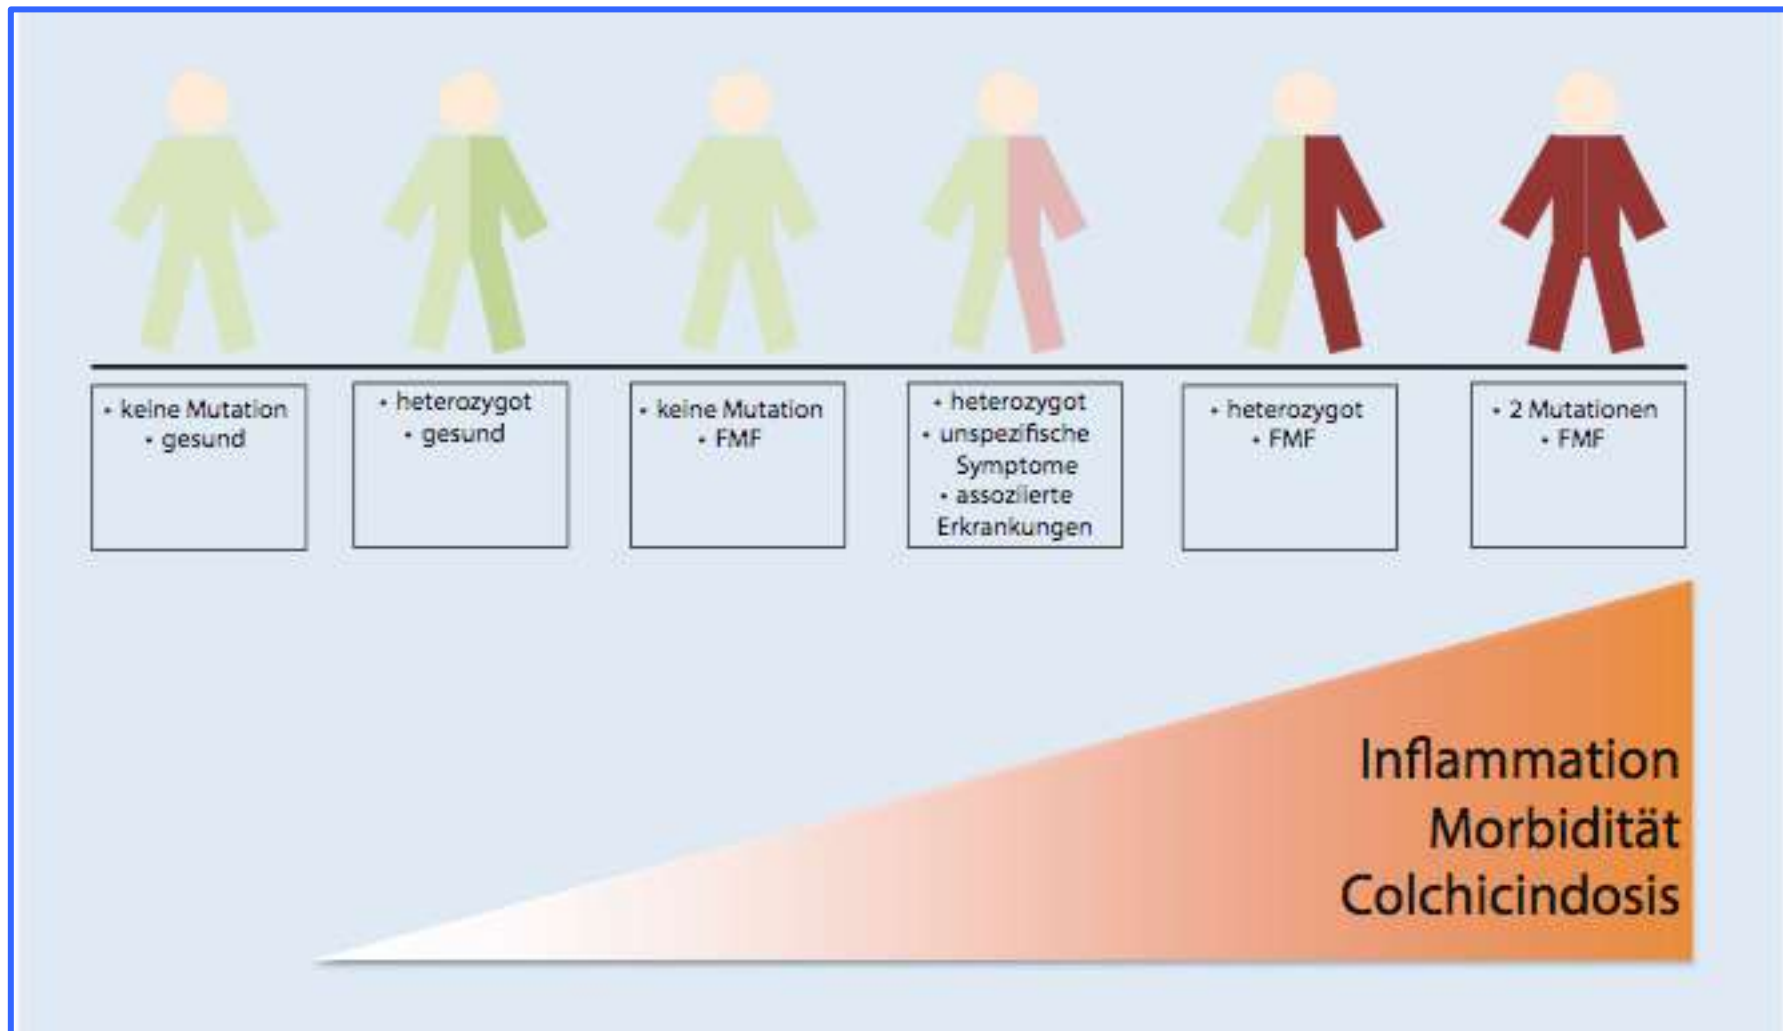 • keine Mutation
• gesund
• heterozygot
• gesund
• keine Mutation
• FMF
• heterozygot
• unspezifische
Symptome
• assoziierte
Erkrankungen
• heterozygot
• FMF
• 2 Mutationen
• FMF
Inflammation
Morbidität
Colchicindosis